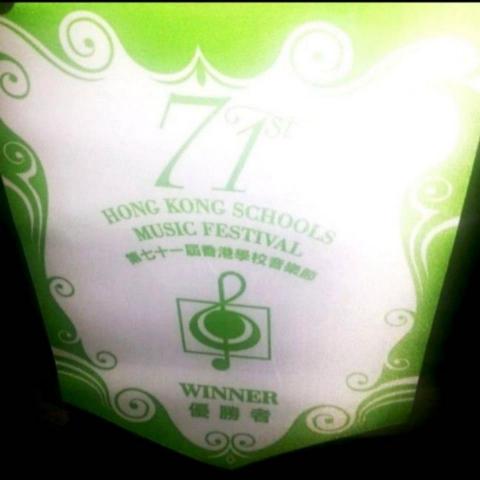 71st
HONG KONG SCHOOLS
MUSIC FESTIVAL
第七十一屆香港學校音樂節
WINNER
優勝者